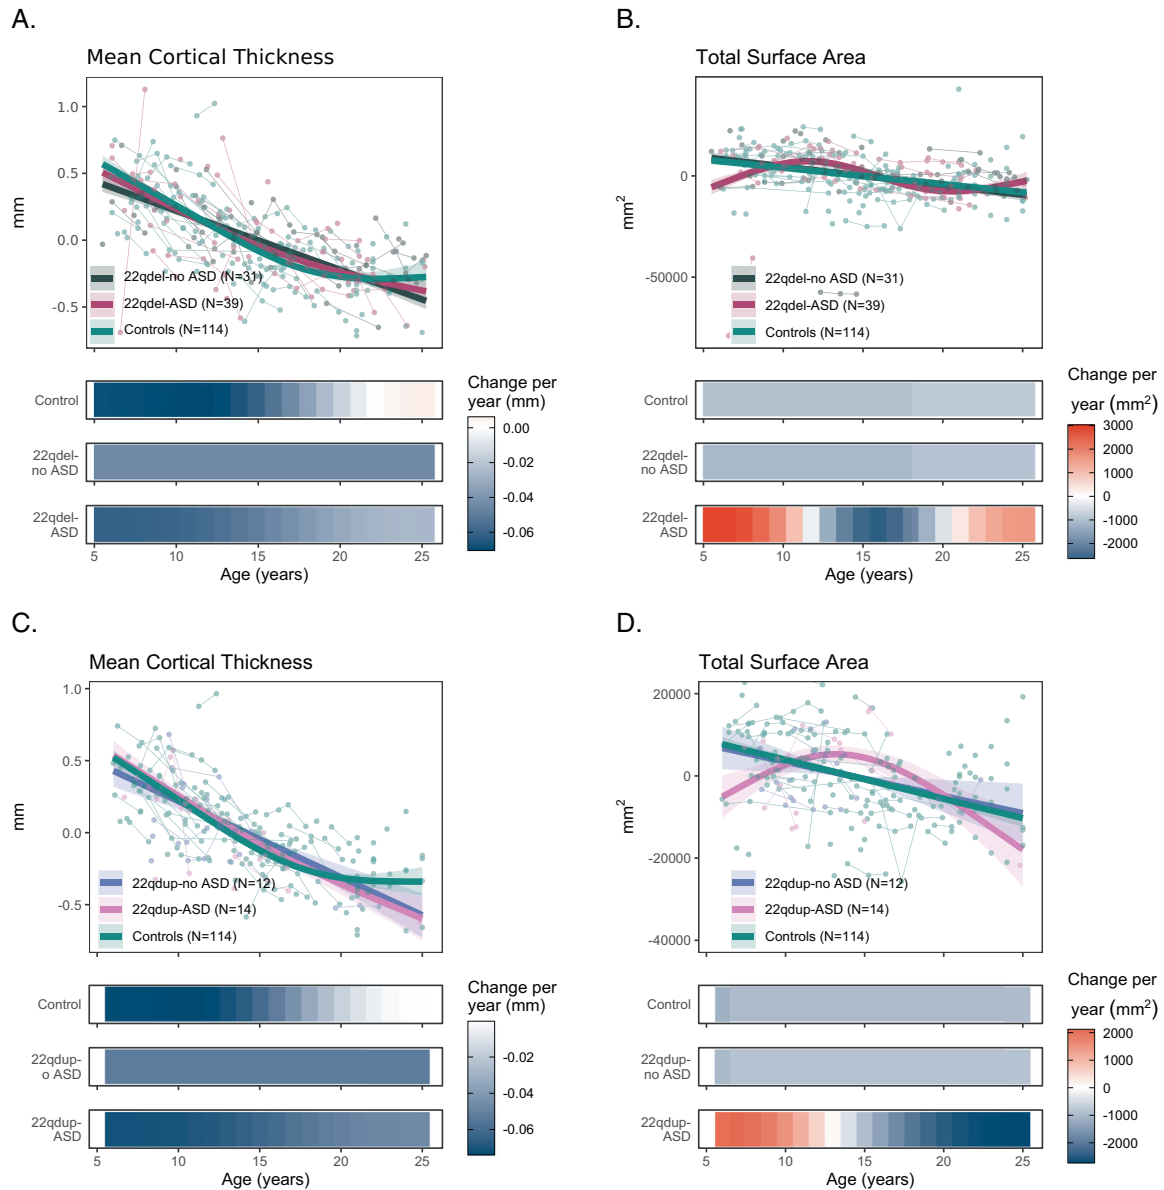 A.
Mean Cortical Thickness
1.0
0.5
0.0
-0.5
mm
22qdel-no ASD (N=31)
22qdel-ASD (N=39)
Controls (N=114)
Control
22qdel-
no ASD
22qdel-
ASD
5
10
15
20
25
Age (years)
Change per
year (mm)
0.00
-0.02
-0.04
-0.06
B.
Total Surface Area
0
-50000
mm²
22qdel-no ASD (N=31)
22qdel-ASD (N=39)
Controls (N=114)
Control
22qdel-
no ASD
22qdel-
ASD
5
10
15
20
25
Age (years)
Change per
year (mm²)
3000
2000
1000
0
-1000
-2000
C.
Mean Cortical Thickness
1.0
0.5
0.0
-0.5
mm
22qdup-no ASD (N=12)
22qdup-ASD (N=14)
Controls (N=114)
Control
22qdup-
o ASD
22qdup-
ASD
5
10
15
20
25
Age (years)
Change per
year (mm)
-0.02
-0.04
-0.06
D.
Total Surface Area
20000
0
-20000
-40000
mm²
22qdup-no ASD (N=12)
22qdup-ASD (N=14)
Controls (N=114)
Control
22qdup-
no ASD
22qdup-
ASD
5
10
15
20
25
Age (years)
Change per
year (mm²)
2000
1000
0
-1000
-2000